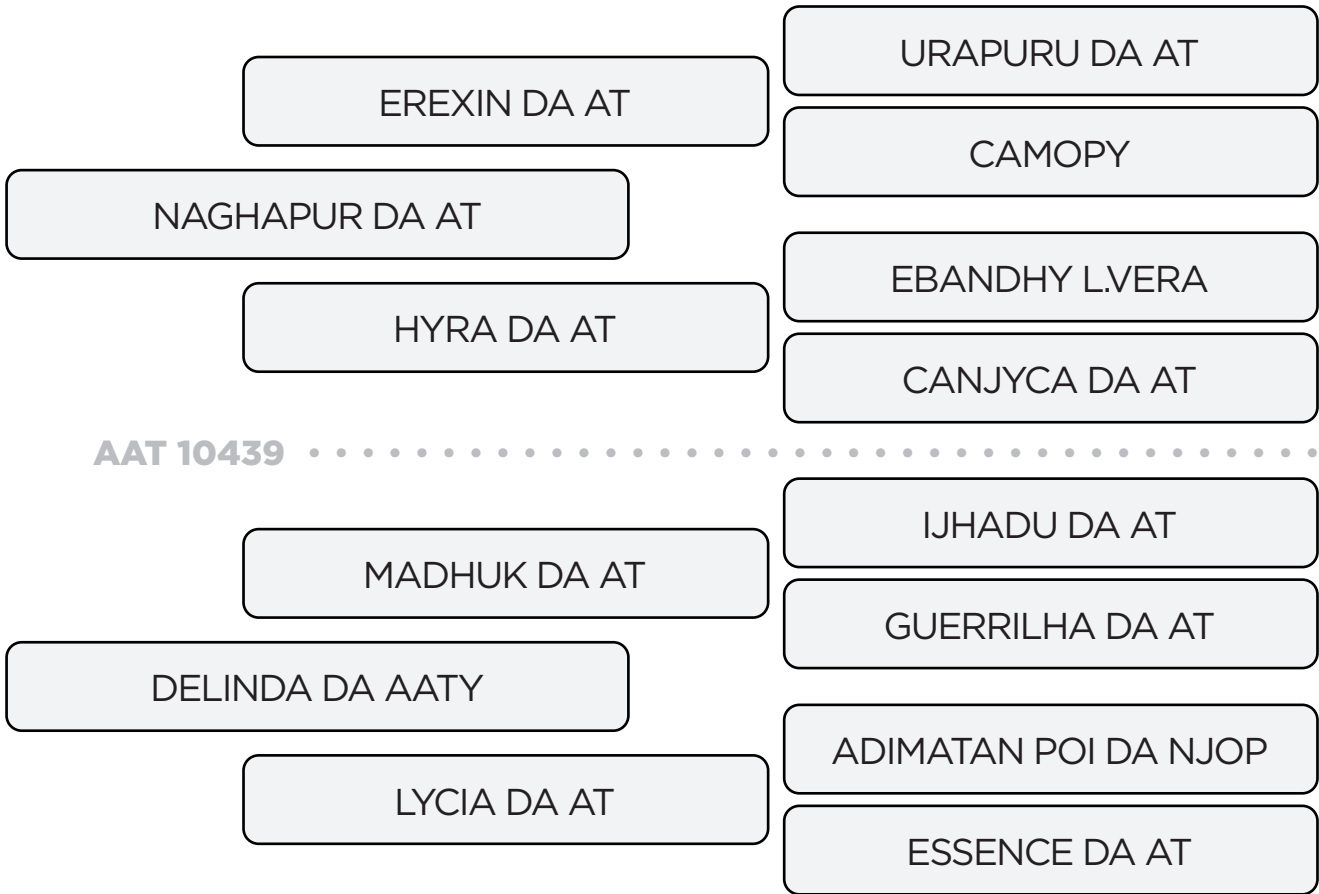 URAPURU DA AT
EREXIN DA AT
CAMOPY
NAGHAPUR DA AT
EBANDHY L.VERA
HYRA DA AT
CANJYCA DA AT
AAT 10439
IJHADU DA AT
MADHUK DA AT
GUERRILHA DA AT
DELINDA DA AATY
ADIMATAN POI DA NJOP
LYCIA DA AT
ESSENCE DA AT